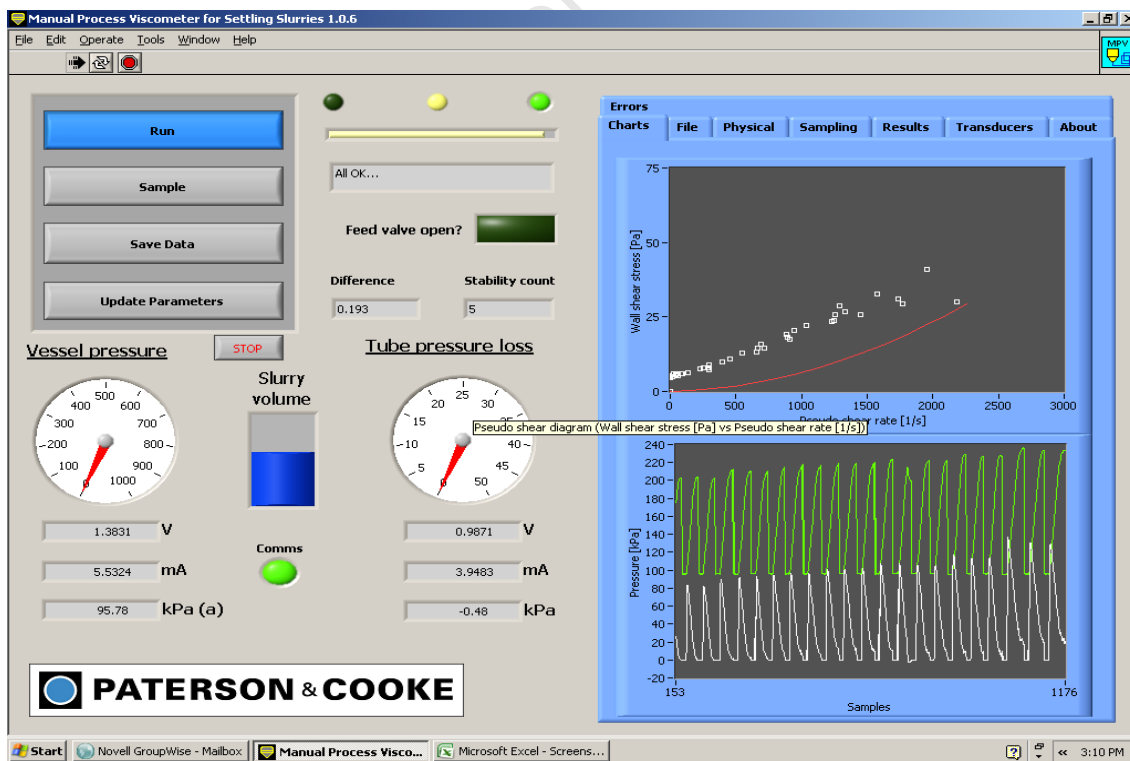 Manual Process Viscometer for Settling Slurries 1.0.6
File Edit Operate Tools Window Help
MPV
Run
Sample
Save Data
Update Parameters
All OK...
Feed valve open?
Difference
Stability count
0.193
5
Errors
Charts File Physical Sampling Results Transducers About
Vessel pressure
STOP
Tube pressure loss
Slurry
volume
0 100 200 300 400 500 600 700 800 900 1000
0 5 10 15 20 25 30 35 40 45 50
1.3831 V
5.5324 mA
95.78 kPa (a)
Comms
0.9871 V
3.9483 mA
-0.48 kPa
Wall shear stress [Pa]
75
50
25
0
0 500 1000 1500 2000 2500 3000
Pseudo shear rate [1/s]
Pseudo shear diagram (Wall shear stress [Pa] vs Pseudo shear rate [1/s])
Pressure [kPa]
240
220
200
180
160
140
120
100
80
60
40
20
0
-20
153 1176
Samples
PATERSON & COOKE
Start Novell GroupWise - Mailbox Manual Process Visco... Microsoft Excel - Screens... 3:10 PM